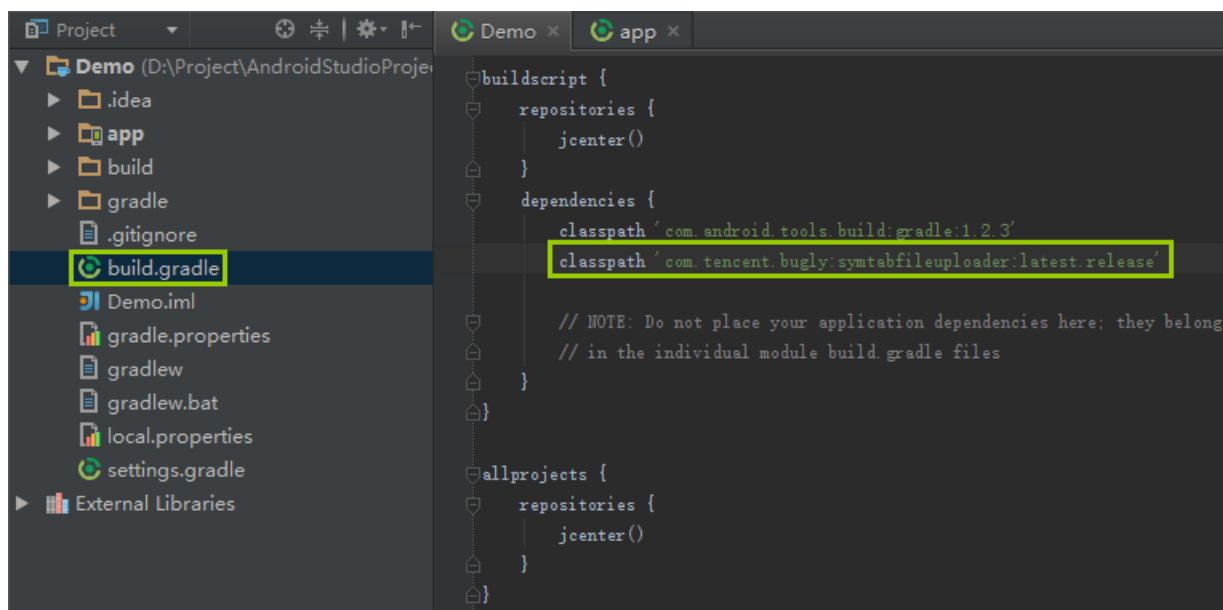 Project
Demo (D:\Project\AndroidStudioProje
.idea
app
build
gradle
.gitignore
build.gradle
Demo.iml
gradle.properties
gradlew
gradlew.bat
local.properties
settings.gradle
External Libraries
Demo × app ×
buildscript {
repositories {
jcenter()
}
dependencies {
classpath 'com.android.tools.build:gradle:1.2.3'
classpath 'com.tencent.bugly:symtabfileuploader:latest.release'
// NOTE: Do not place your application dependencies here; they belong
// in the individual module build.gradle files
}
}
allprojects {
repositories {
jcenter()
}
}